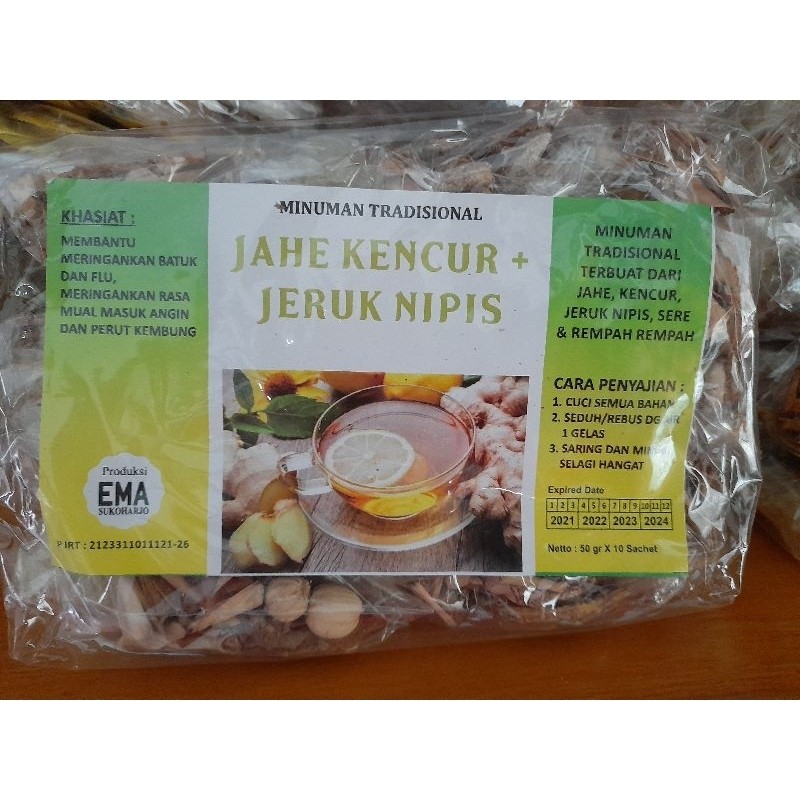 KHASIAT :
MEMBANTU
MERINGANKAN BATUK
DAN FLU,
MERINGANKAN RASA
MUAL MASUK ANGIN
DAN PERUT KEMBUNG
Produksi
EMA
SUKOHARJO
P IRT : 2123311011121-26
MINUMAN TRADISIONAL
JAHE KENCUR +
JERUK NIPIS
MINUMAN
TRADISIONAL
TERBUAT DARI
JAHE, KENCUR,
JERUK NIPIS, SERE
& REMPAH REMPAH
CARA PENYAJIAN :
1. CUCI SEMUA BAHAN
2. SEDUH/REBUS DG AIR
1 GELAS
3. SARING DAN MINUM
SELAGI HANGAT
Expired Date
1 2 3 4 5 6 7 8 9 10 11 12
2021 2022 2023 2024
Netto : 50 gr X 10 Sachet